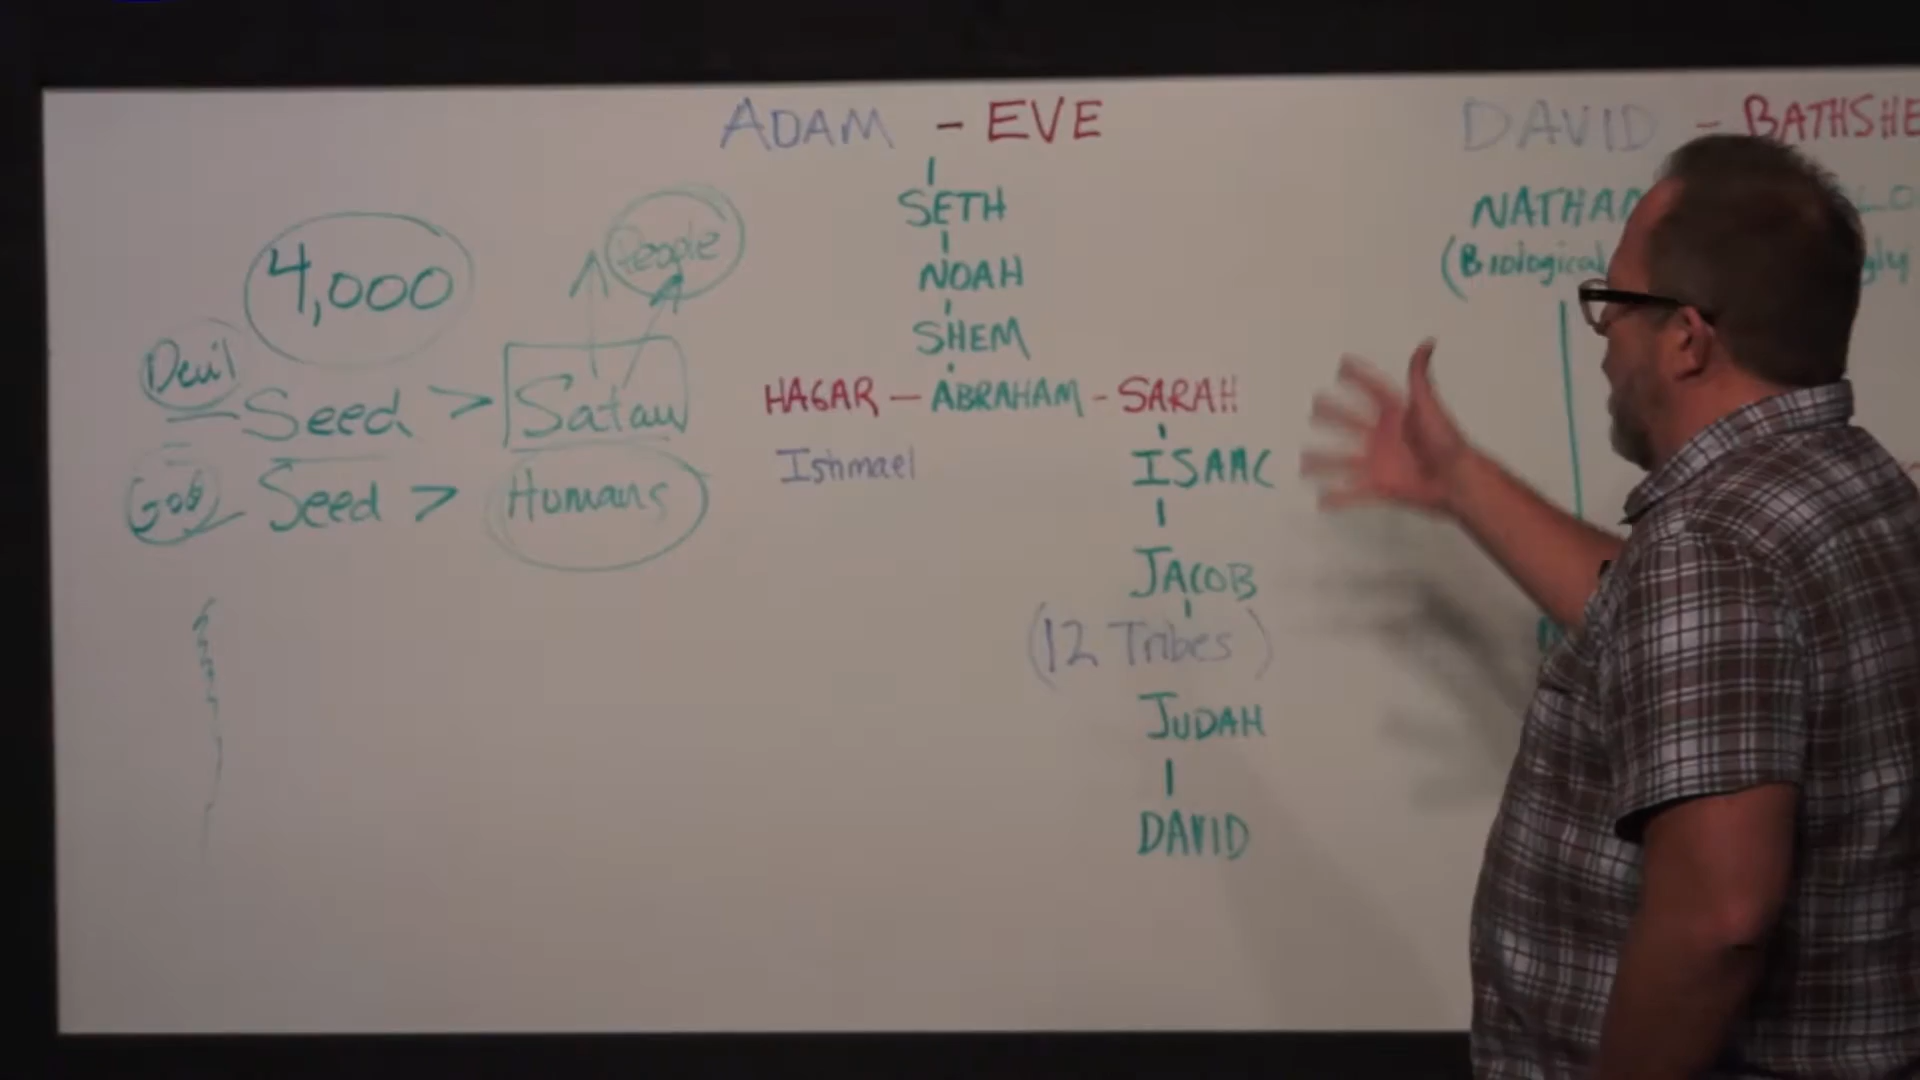 ADAM - EVE
SETH
NOAH
SHEM
HAGAR - ABRAHAM - SARAH
Ishmael
ISAAC
JACOB
(12 Tribes)
JUDAH
DAVID
4,000
People
Devil
Seed > Satan
God Seed > Humans
DAVID - BATHSHE
NATHAN
(Biological